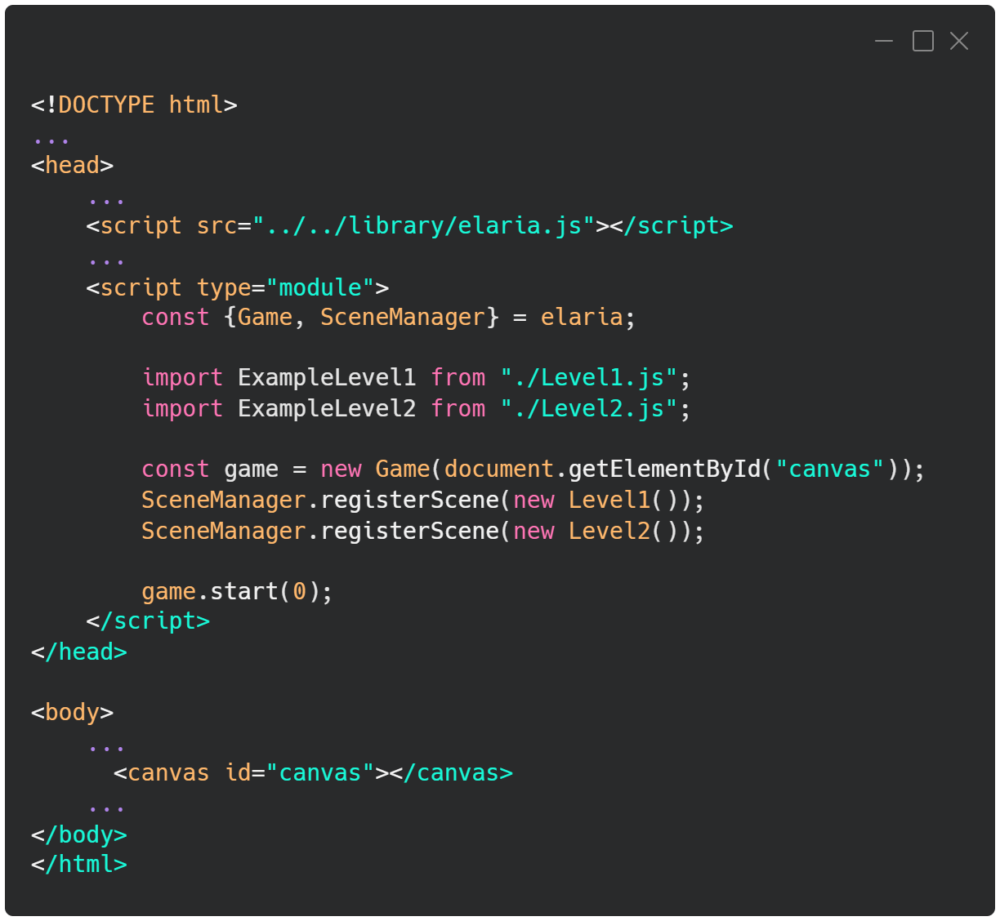 <!DOCTYPE html>
...
<head>
    ...
    <script src="../../library/elaria.js"></script>
    ...
    <script type="module">
        const {Game, SceneManager} = elaria;

        import ExampleLevel1 from "./Level1.js";
        import ExampleLevel2 from "./Level2.js";

        const game = new Game(document.getElementById("canvas"));
        SceneManager.registerScene(new Level1());
        SceneManager.registerScene(new Level2());

        game.start(0);
    </script>
</head>

<body>
    ...
      <canvas id="canvas"></canvas>
    ...
</body>
</html>